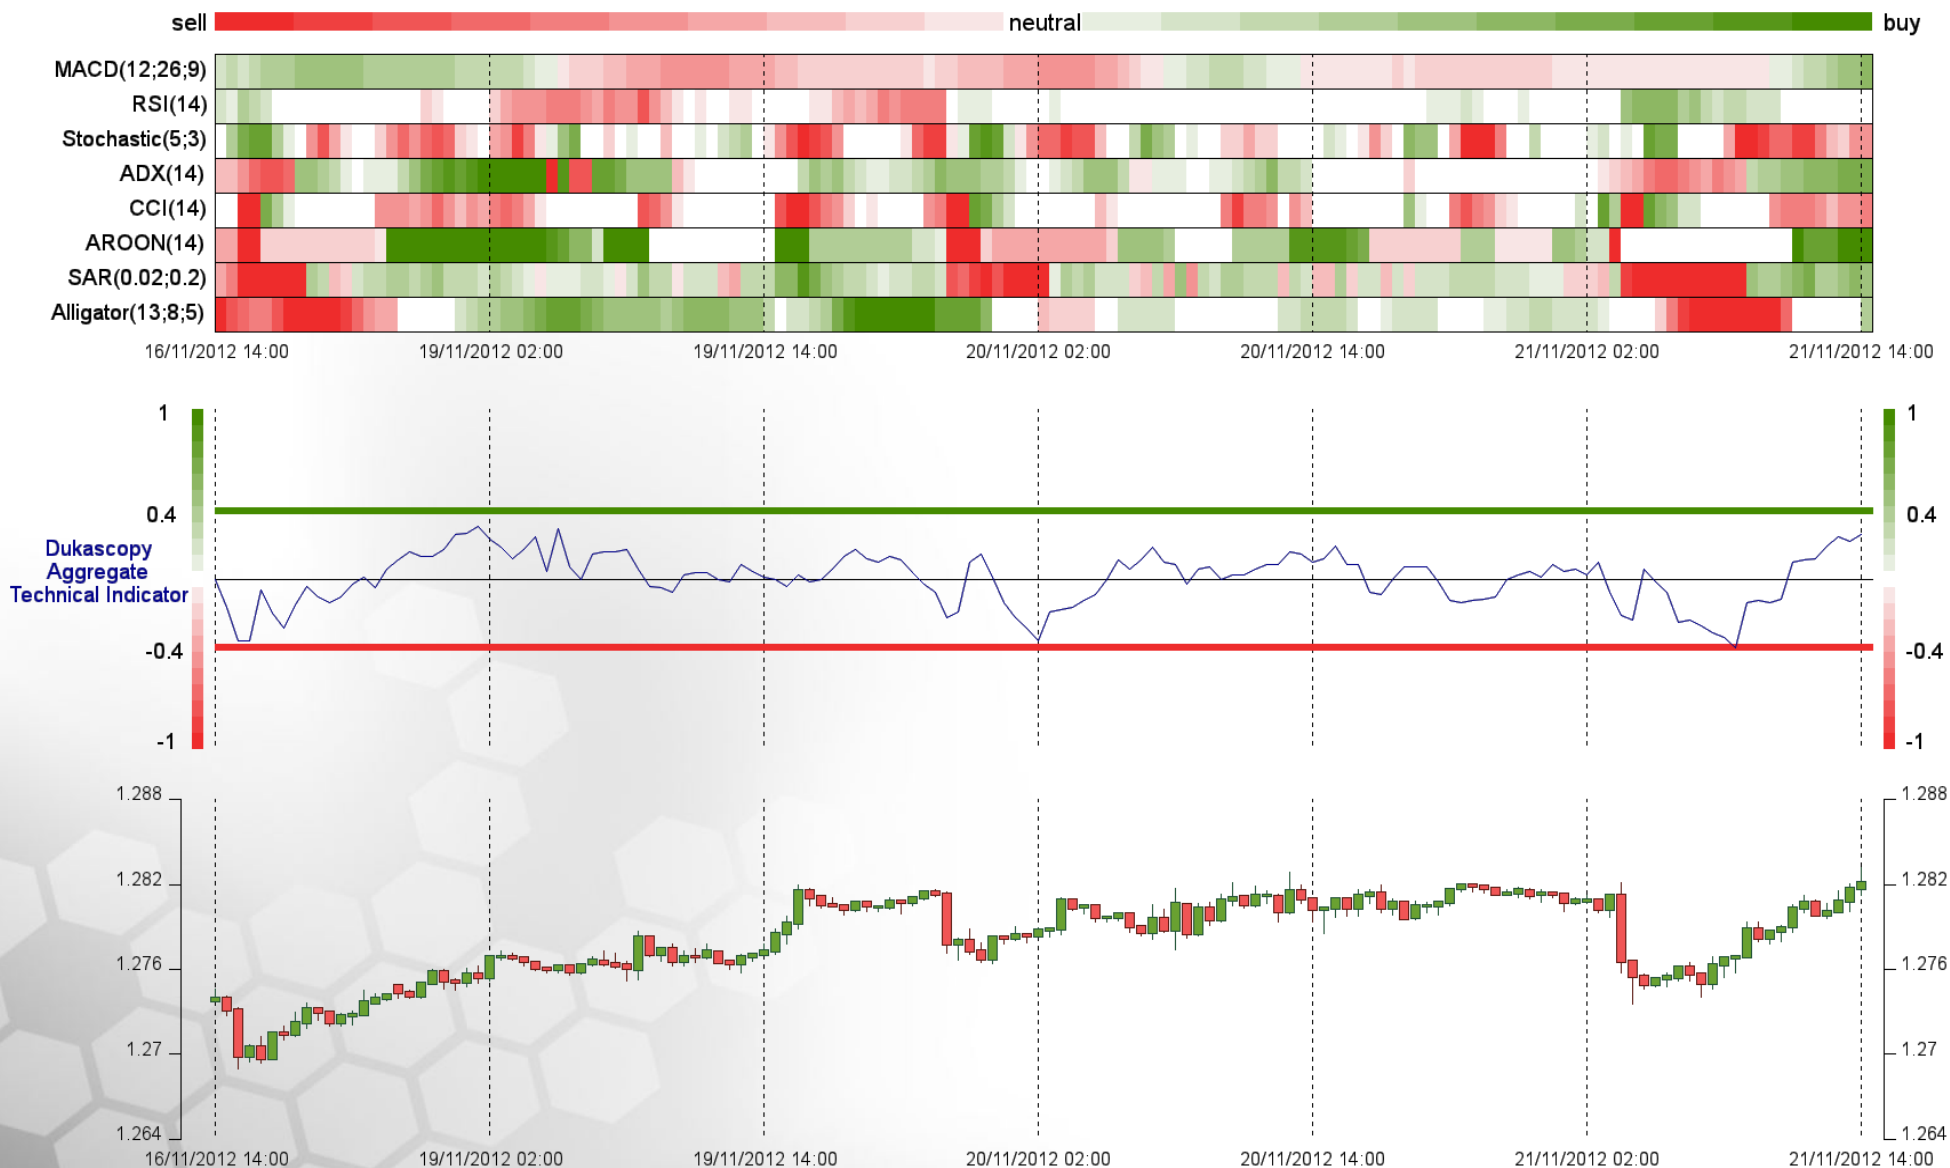 sell neutral buy
MACD(12;26;9)
RSI(14)
Stochastic(5;3)
ADX(14)
CCI(14)
AROON(14)
SAR(0.02;0.2)
Alligator(13;8;5)
16/11/2012 14:00 19/11/2012 02:00 19/11/2012 14:00 20/11/2012 02:00 20/11/2012 14:00 21/11/2012 02:00 21/11/2012 14:00
1 1
0.4 0.4
Dukascopy
Aggregate
Technical Indicator
-0.4 -0.4
-1 -1
1.288 1.288
1.282 1.282
1.276 1.276
1.27 1.27
1.264 1.264
16/11/2012 14:00 19/11/2012 02:00 19/11/2012 14:00 20/11/2012 02:00 20/11/2012 14:00 21/11/2012 02:00 21/11/2012 14:00